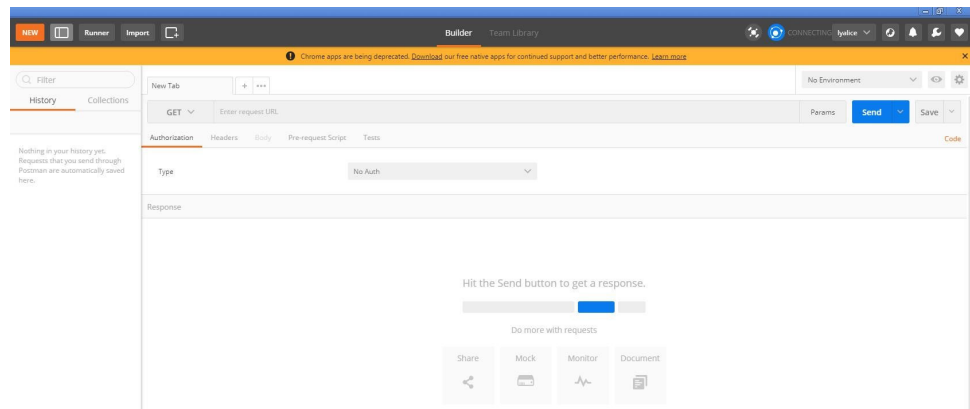 NEW Runner Import Builder Team Library CONNECTING lyalice
Chrome apps are being deprecated. Download our free native apps for continued support and better performance. Learn more
Filter
History Collections
Nothing in your history yet.
Requests that you send through
Postman are automatically saved
here.
New Tab
No Environment
GET Enter request URL Params Send Save
Authorization Headers Body Pre-request Script Tests Code
Type No Auth
Response
Hit the Send button to get a response.
Do more with requests
Share Mock Monitor Document